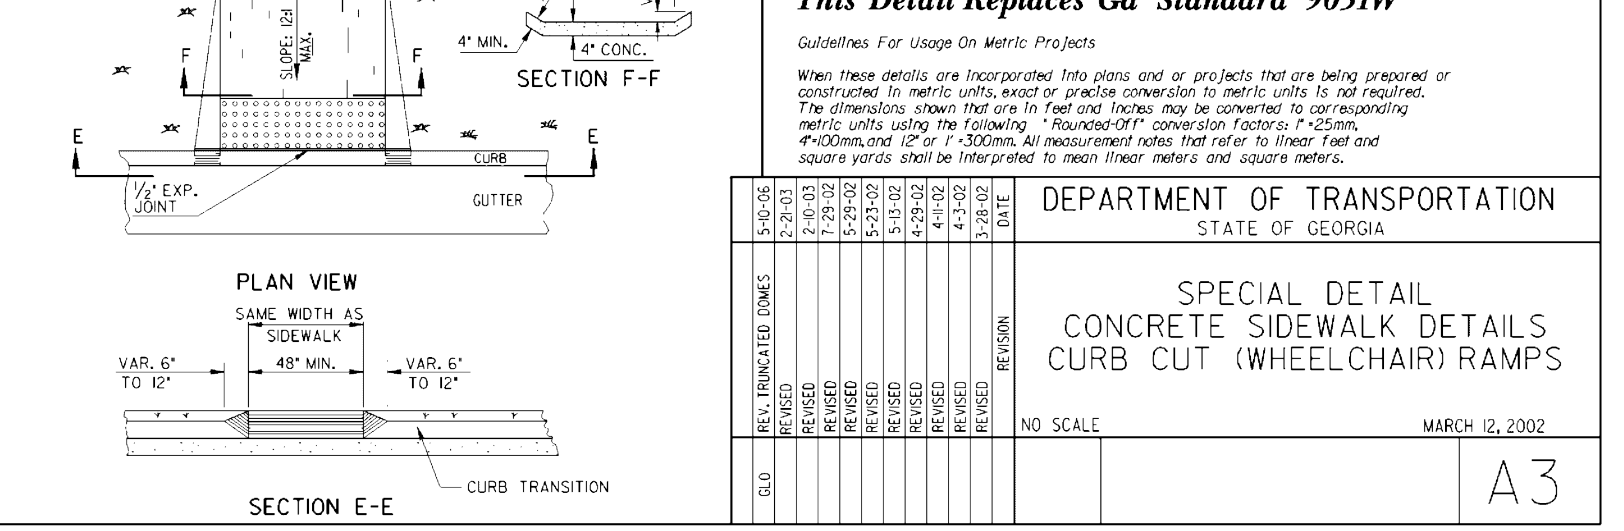 This Detail Replaces Ga Standard 9031W
Guidelines For Usage On Metric Projects
When these details are incorporated into plans and or projects that are being prepared or
constructed in metric units, exact or precise conversion to metric units is not required.
The dimensions shown that are in feet and inches may be converted to corresponding
metric units using the following "Rounded-Off" conversion factors: 1"=25mm,
4"=100mm, and 12" or 1' =300mm. All measurement notes that refer to linear feet and
square yards shall be interpreted to mean linear meters and square meters.
SLOPE: 12:1
MAX.
F
F
4" MIN.
4" CONC.
SECTION F-F
E
E
CURB
1/2" EXP.
JOINT
GUTTER
PLAN VIEW
SAME WIDTH AS
SIDEWALK
VAR. 6"
TO 12"
48" MIN.
VAR. 6"
TO 12"
CURB TRANSITION
SECTION E-E
5-10-06
2-21-03
2-10-03
7-29-02
5-29-02
5-23-02
5-13-02
4-29-02
4-11-02
4-3-02
3-28-02
DATE
REV. TRUNCATED DOMES
REVISED
REVISED
REVISED
REVISED
REVISED
REVISED
REVISED
REVISED
REVISED
REVISED
REVISION
GLO
DEPARTMENT OF TRANSPORTATION
STATE OF GEORGIA
SPECIAL DETAIL
CONCRETE SIDEWALK DETAILS
CURB CUT (WHEELCHAIR) RAMPS
NO SCALE
MARCH 12, 2002
A3